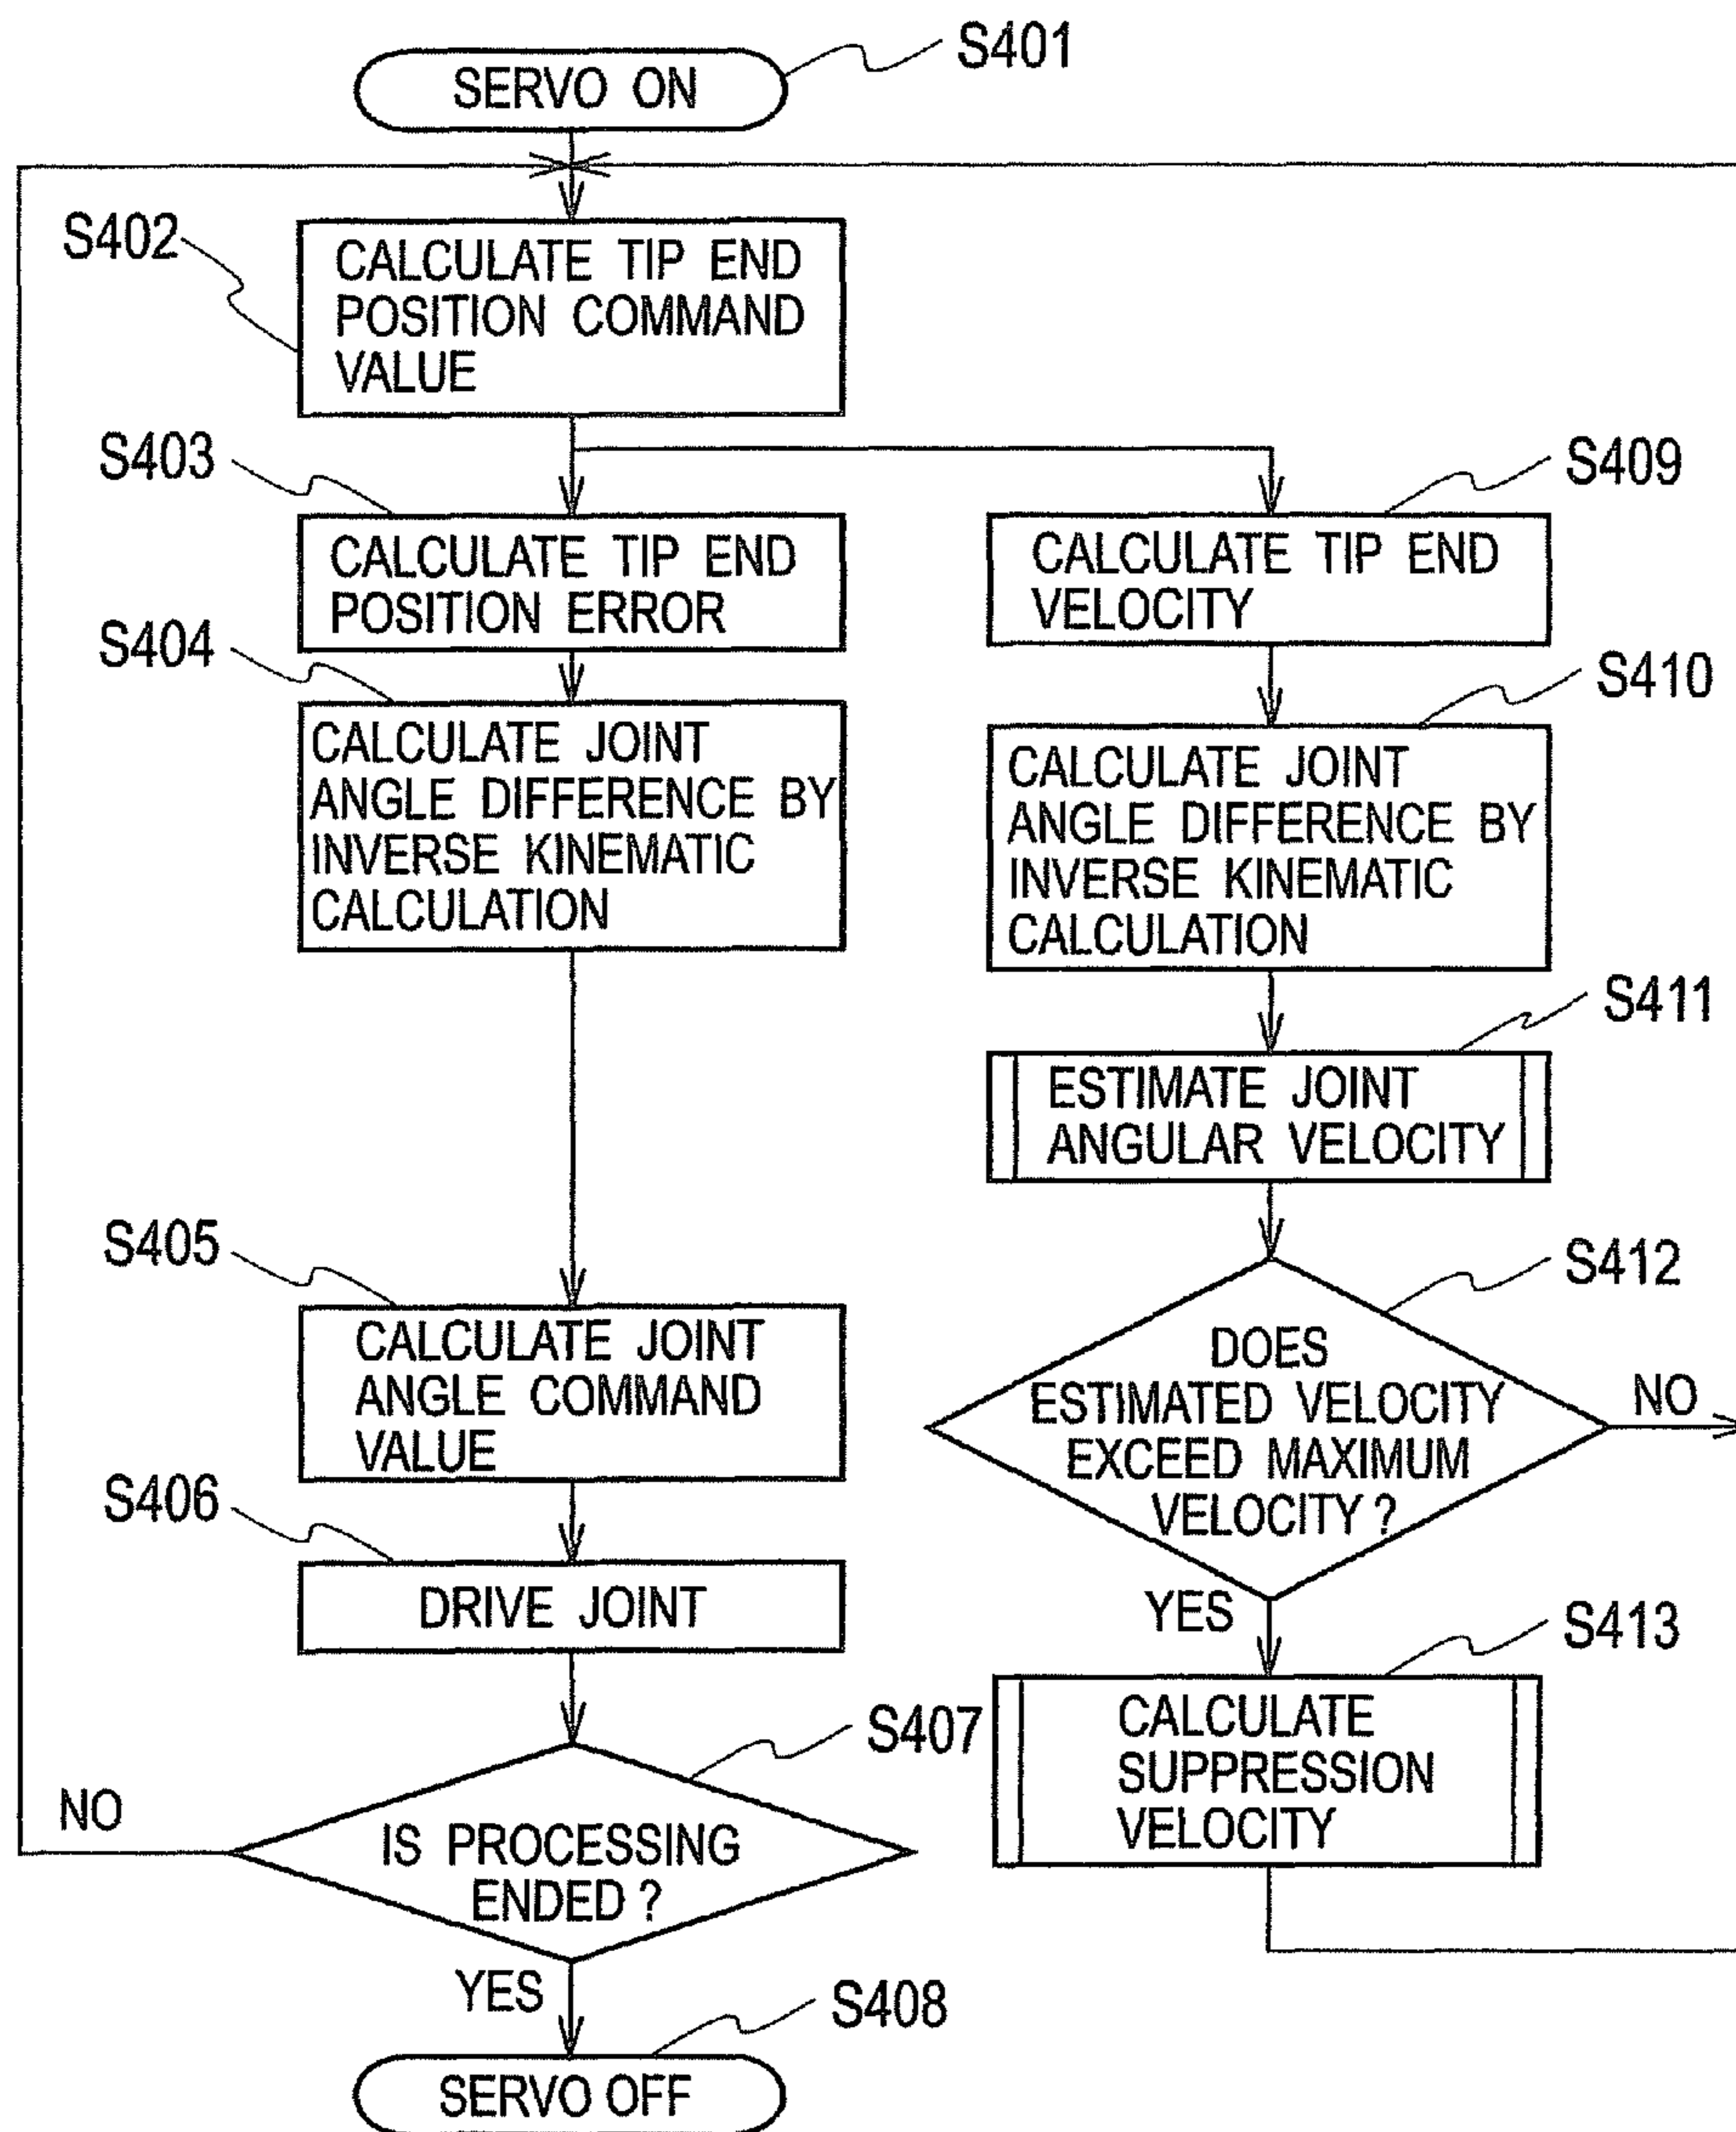 S401
SERVO ON
S402
CALCULATE TIP END
POSITION COMMAND
VALUE
S403
CALCULATE TIP END
POSITION ERROR
S404
CALCULATE JOINT
ANGLE DIFFERENCE BY
INVERSE KINEMATIC
CALCULATION
S405
CALCULATE JOINT
ANGLE COMMAND
VALUE
S406
DRIVE JOINT
S407
IS PROCESSING
ENDED?
NO
YES
S408
SERVO OFF
S409
CALCULATE TIP END
VELOCITY
S410
CALCULATE JOINT
ANGLE DIFFERENCE BY
INVERSE KINEMATIC
CALCULATION
S411
ESTIMATE JOINT
ANGULAR VELOCITY
S412
DOES
ESTIMATED VELOCITY
EXCEED MAXIMUM
VELOCITY?
NO
YES
S413
CALCULATE
SUPPRESSION
VELOCITY